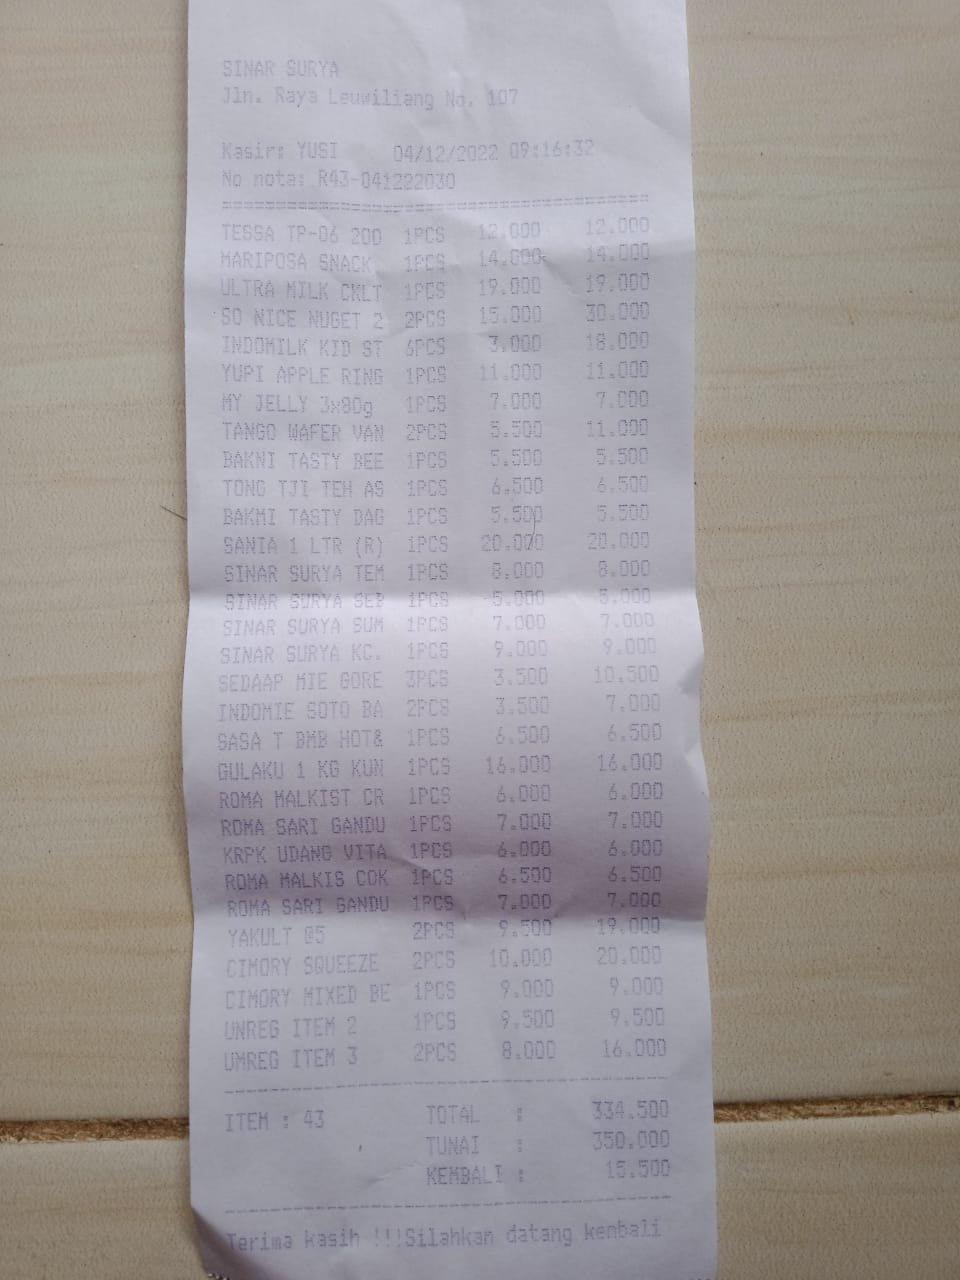 SINAR SURYA
Jln. Raya Leuwiliang No. 107
Kasir: YUSI 04/12/2022 09:16:32
No nota: R43-041222030
================================================
TESSA TP-06 200 1PCS 12.000 12.000
MARIPOSA SNACK 1PCS 14.000 14.000
ULTRA MILK CKLT 1PCS 19.000 19.000
SO NICE NUGET 2 2PCS 15.000 30.000
INDOMILK KID ST 6PCS 3.000 18.000
YUPI APPLE RING 1PCS 11.000 11.000
MY JELLY 3x80g 1PCS 7.000 7.000
TANGO WAFER VAN 2PCS 5.500 11.000
BAKMI TASTY BEE 1PCS 5.500 5.500
TONG TJI TEH AS 1PCS 6.500 6.500
BAKMI TASTY BAG 1PCS 5.500 5.500
SANIA 1 LTR (R) 1PCS 20.000 20.000
SINAR SURYA TEM 1PCS 8.000 8.000
SINAR SURYA SEB 1PCS 5.000 5.000
SINAR SURYA SUM 1PCS 7.000 7.000
SINAR SURYA KC. 1PCS 9.000 9.000
SEDAAP MIE GORE 3PCS 3.500 10.500
INDOMIE SOTO BA 2PCS 3.500 7.000
SASA T BMB HOT& 1PCS 6.500 6.500
GULAKU 1 KG KUN 1PCS 16.000 16.000
ROMA MALKIST CR 1PCS 6.000 6.000
ROMA SARI GANDU 1PCS 7.000 7.000
KRPK UDANG VITA 1PCS 6.000 6.000
ROMA MALKIS COK 1PCS 6.500 6.500
ROMA SARI GANDU 1PCS 7.000 7.000
YAKULT @5 2PCS 9.500 19.000
CIMORY SQUEEZE 2PCS 10.000 20.000
CIMORY MIXED BE 1PCS 9.000 9.000
UNREG ITEM 2 1PCS 9.500 9.500
UMREG ITEM 3 2PCS 8.000 16.000
------------------------------------------------
ITEM : 43 TOTAL : 334.500
TUNAI : 350.000
KEMBALI : 15.500
------------------------------------------------
Terima kasih !!!Silahkan datang kembali